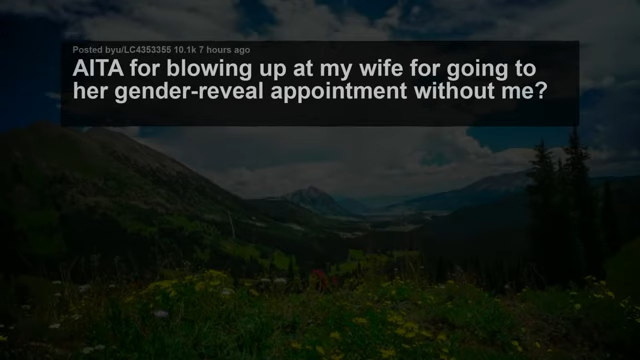 Posted byu/LC4353355 10.1k 7 hours ago
AITA for blowing up at my wife for going to
her gender-reveal appointment without me?